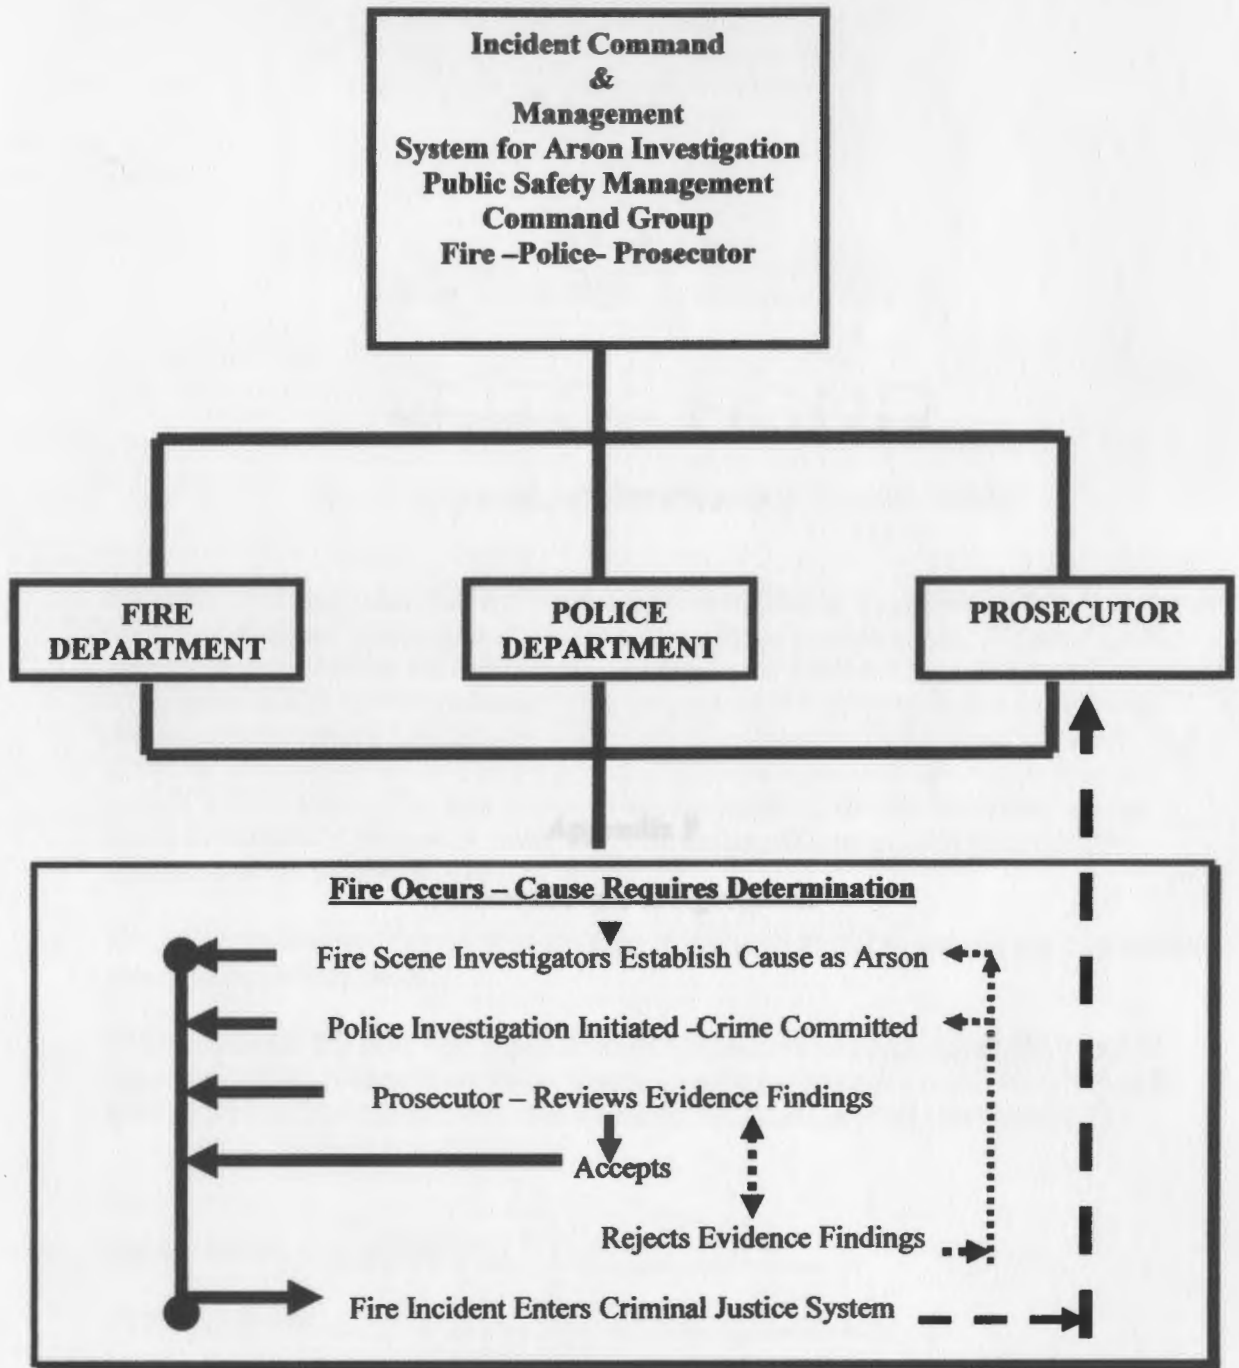 Incident Command
&
Management
System for Arson Investigation
Public Safety Management
Command Group
Fire –Police- Prosecutor
FIRE
DEPARTMENT
POLICE
DEPARTMENT
PROSECUTOR
Fire Occurs – Cause Requires Determination
Fire Scene Investigators Establish Cause as Arson
Police Investigation Initiated -Crime Committed
Prosecutor – Reviews Evidence Findings
Accepts
Rejects Evidence Findings
Fire Incident Enters Criminal Justice System